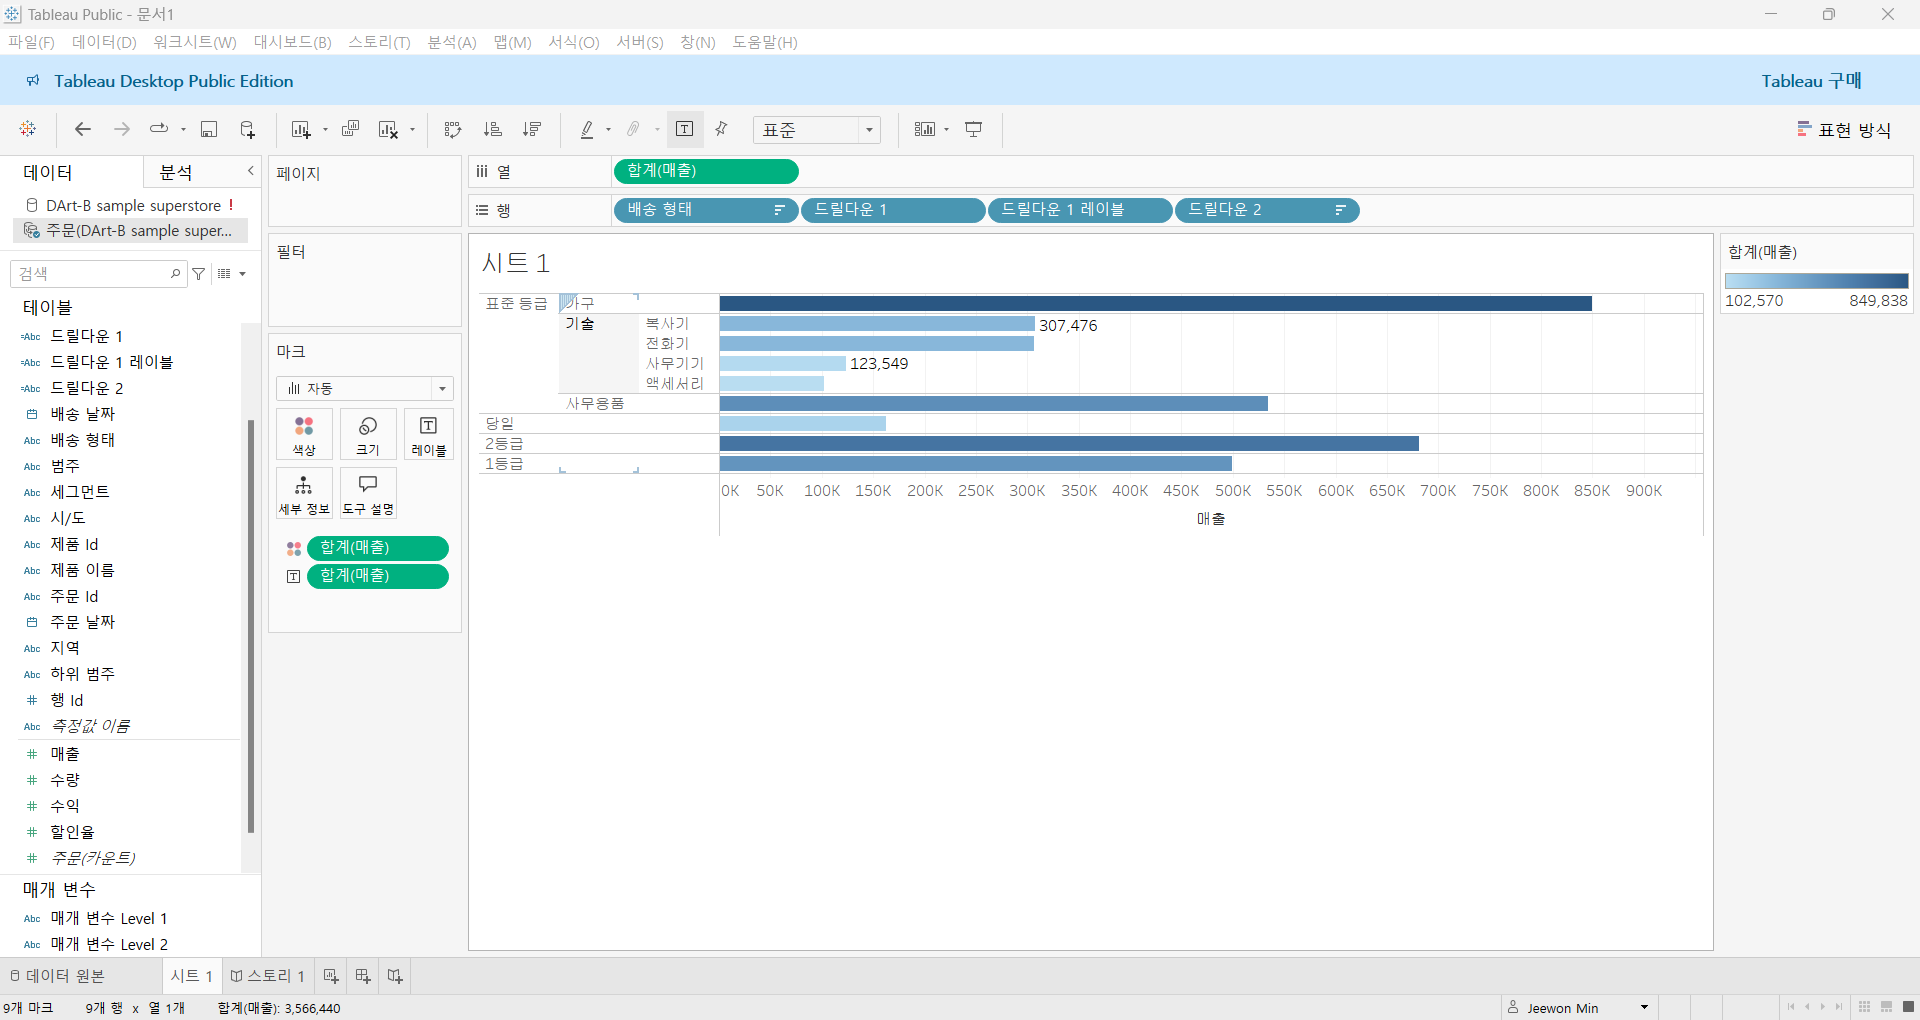 Tableau Public - 문서1
파일(F) 데이터(D) 워크시트(W) 대시보드(B) 스토리(T) 분석(A) 맵(M) 서식(O) 서버(S) 창(N) 도움말(H)
Tableau Desktop Public Edition
Tableau 구매
표준
표현 방식
데이터
분석
DArt-B sample superstore !
주문(DArt-B sample super...
검색
테이블
Abc 드릴다운 1
Abc 드릴다운 1 레이블
Abc 드릴다운 2
배송 날짜
Abc 배송 형태
Abc 범주
Abc 세그먼트
Abc 시/도
Abc 제품 Id
Abc 제품 이름
Abc 주문 Id
주문 날짜
Abc 지역
Abc 하위 범주
# 행 Id
Abc 측정값 이름
# 매출
# 수량
# 수익
# 할인율
# 주문(카운트)
매개 변수
Abc 매개 변수 Level 1
Abc 매개 변수 Level 2
페이지
필터
마크
자동
색상
크기
레이블
세부 정보
도구 설명
합계(매출)
합계(매출)
열
합계(매출)
행
배송 형태
드릴다운 1
드릴다운 1 레이블
드릴다운 2
시트 1
표준 등급
가구
기술
복사기
307,476
전화기
사무기기
123,549
액세서리
사무용품
당일
2등급
1등급
0K 50K 100K 150K 200K 250K 300K 350K 400K 450K 500K 550K 600K 650K 700K 750K 800K 850K 900K
매출
합계(매출)
102,570 849,838
데이터 원본
시트 1
스토리 1
9개 마크
9개 행 x 열 1개
합계(매출): 3,566,440
Jeewon Min